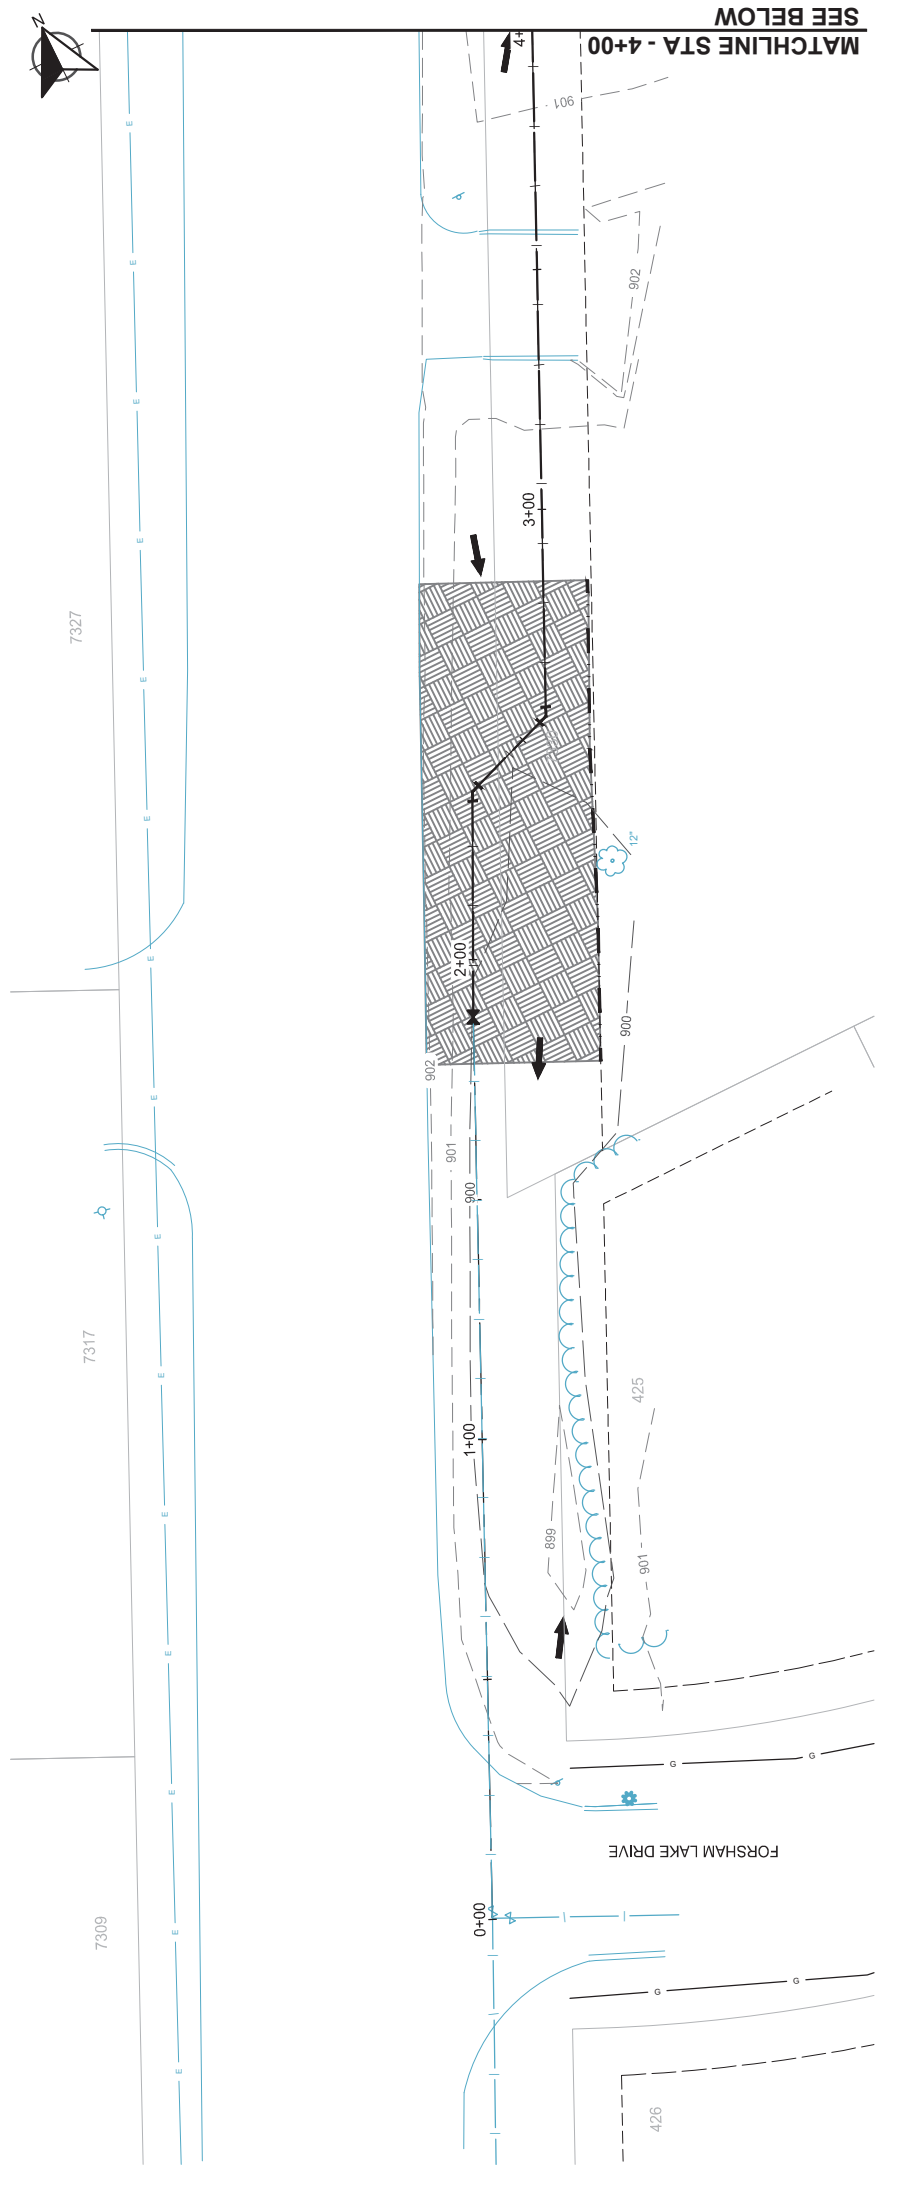 N
SEE BELOW
MATCHLINE STA - 4+00
4+
901
E
E
902
E
3+00
E
7327
E
E
12"
2+00
E
900
902
E
901
900
E
7317
E
425
1+00
899
901
E
E
G
G
E
FORSHAM LAKE DRIVE
0+00
7309
E
G
G
E
426